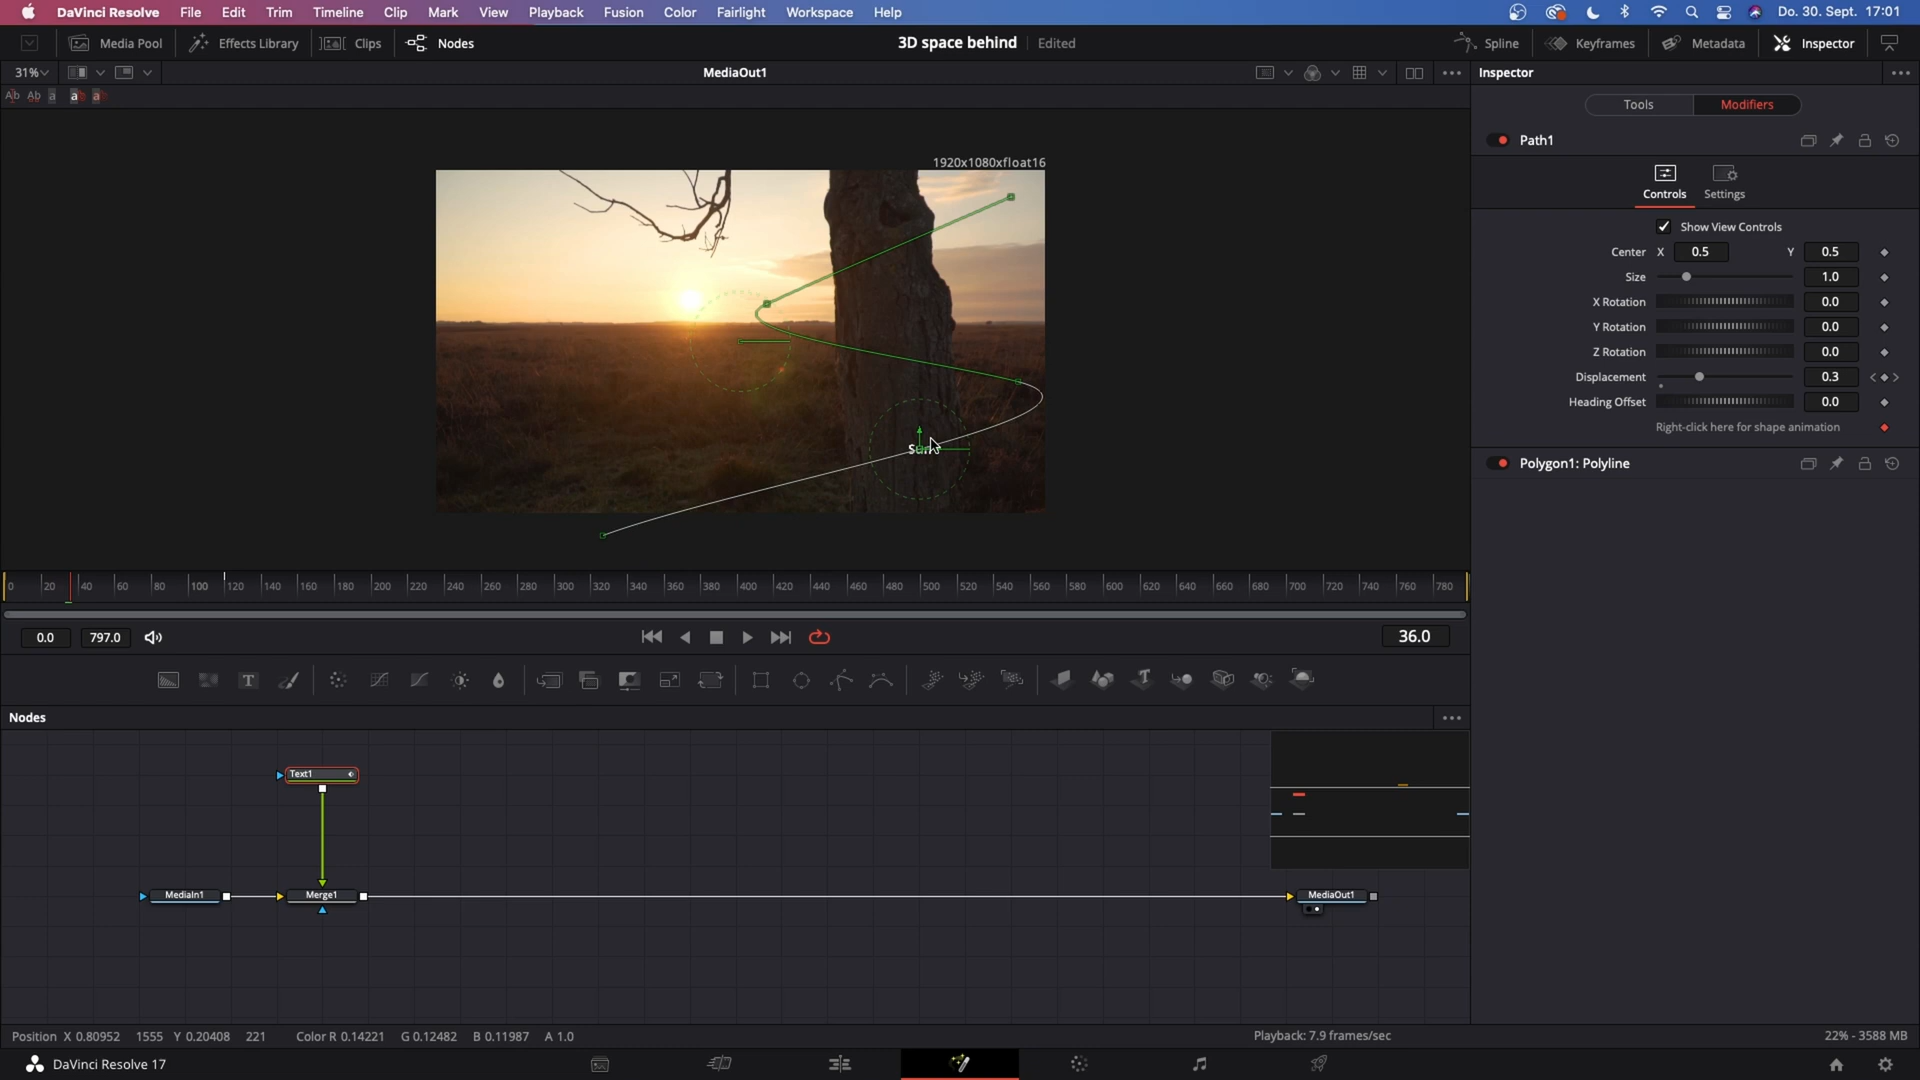 DaVinci Resolve File Edit Trim Timeline Clip Mark View Playback Fusion Color Fairlight Workspace Help Do. 30. Sept. 17:01
Media Pool Effects Library Clips Nodes 3D space behind Edited Spline Keyframes Metadata Inspector
31% MediaOut1 Inspector
Tools Modifiers
Path1
1920x1080xfloat16
Controls Settings
Show View Controls
Center X 0.5 Y 0.5
Size 1.0
X Rotation 0.0
Y Rotation 0.0
Z Rotation 0.0
Displacement 0.3
Heading Offset 0.0
Right-click here for shape animation
Polygon1: Polyline
0 20 40 60 80 100 120 140 160 180 200 220 240 260 280 300 320 340 360 380 400 420 440 460 480 500 520 540 560 580 600 620 640 660 680 700 720 740 760 780
0.0 797.0 36.0
Nodes
Text1
MediaIn1 Merge1 MediaOut1
Position X 0.80952 1555 Y 0.20408 221 Color R 0.14221 G 0.12482 B 0.11987 A 1.0 Playback: 7.9 frames/sec 22% - 3588 MB
DaVinci Resolve 17